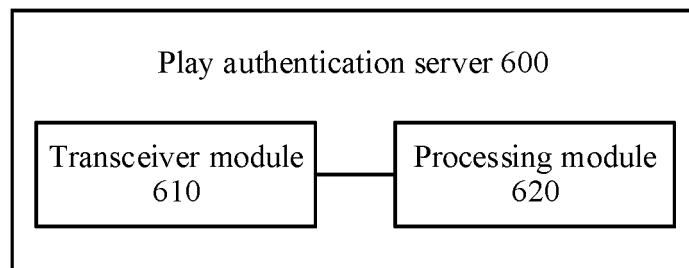 Play authentication server 600
Transceiver module
610
Processing module
620